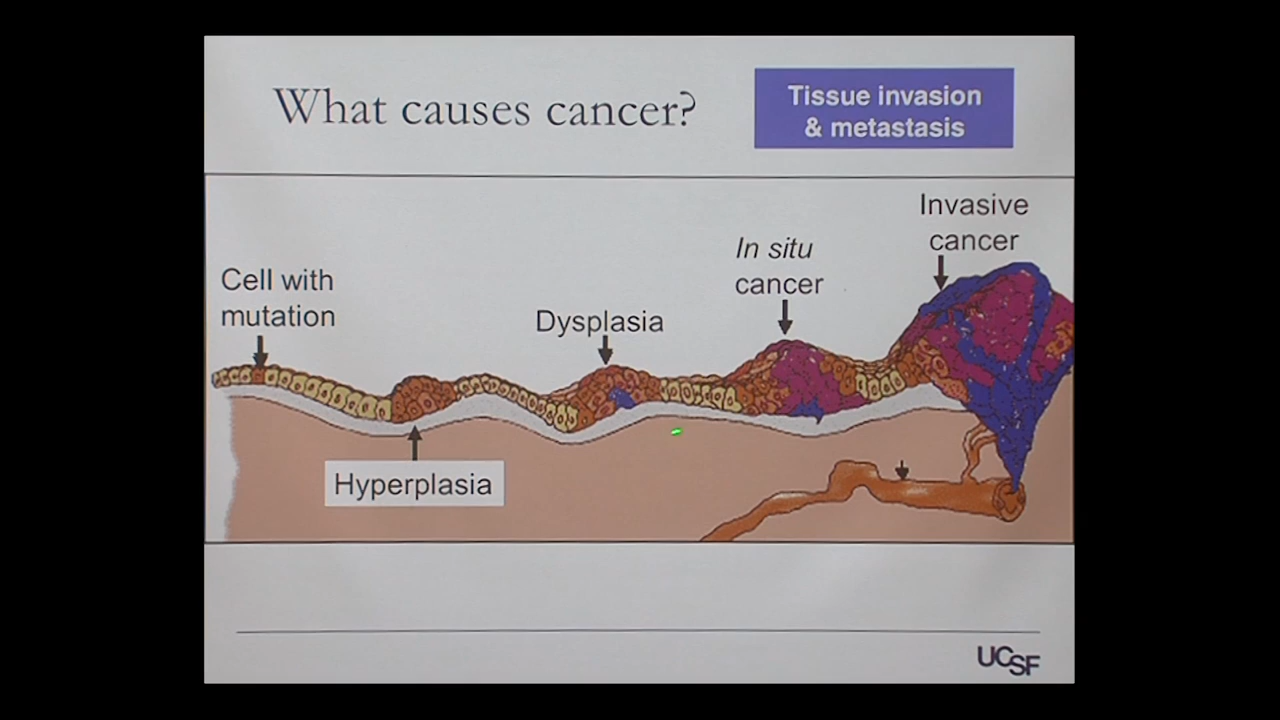 What causes cancer?
Tissue invasion
& metastasis
Invasive
cancer
In situ
cancer
Cell with
mutation
Dysplasia
Hyperplasia
UCSF